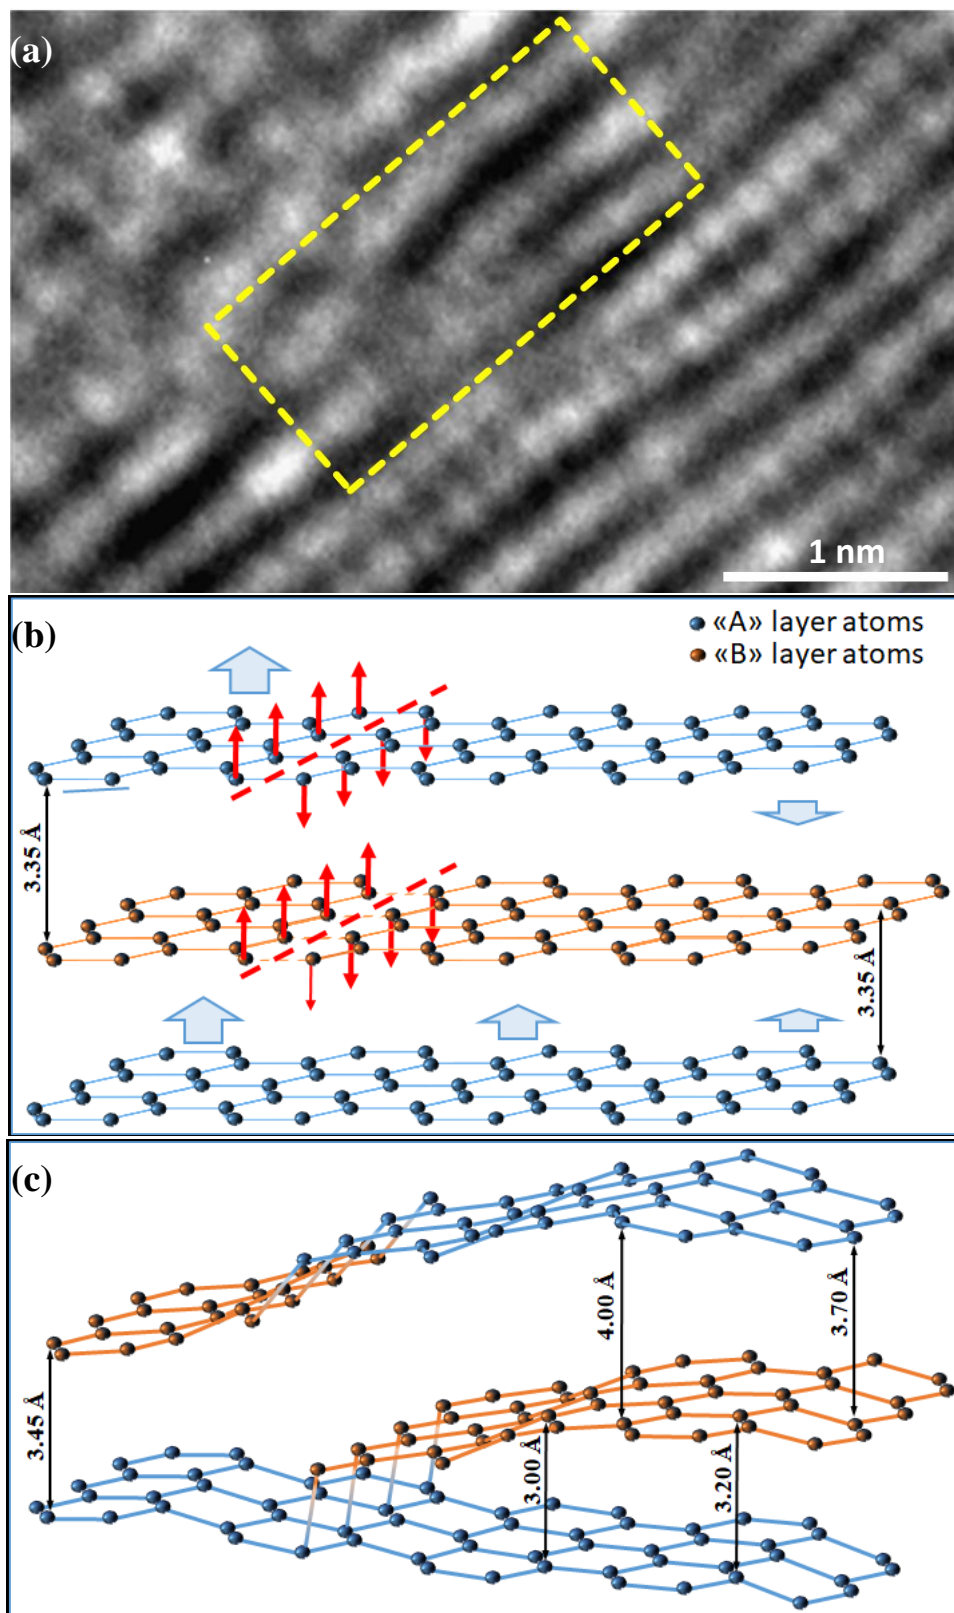 (a)
1 nm
(b)
«A» layer atoms
«B» layer atoms
3.35 Å
3.35 Å
(c)
4.00 Å
3.70 Å
3.45 Å
3.00 Å
3.20 Å